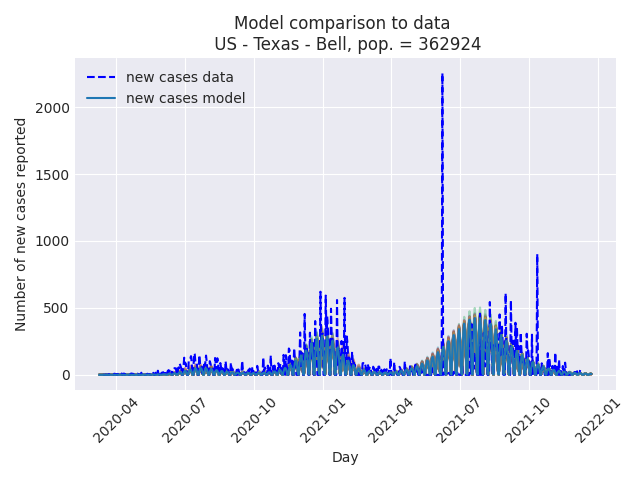 Model comparison to data
US - Texas - Bell, pop. = 362924
new cases data
new cases model
Number of new cases reported
2000
1500
1000
500
0
2020-04
2020-07
2020-10
2021-01
2021-04
2021-07
2021-10
2022-01
Day